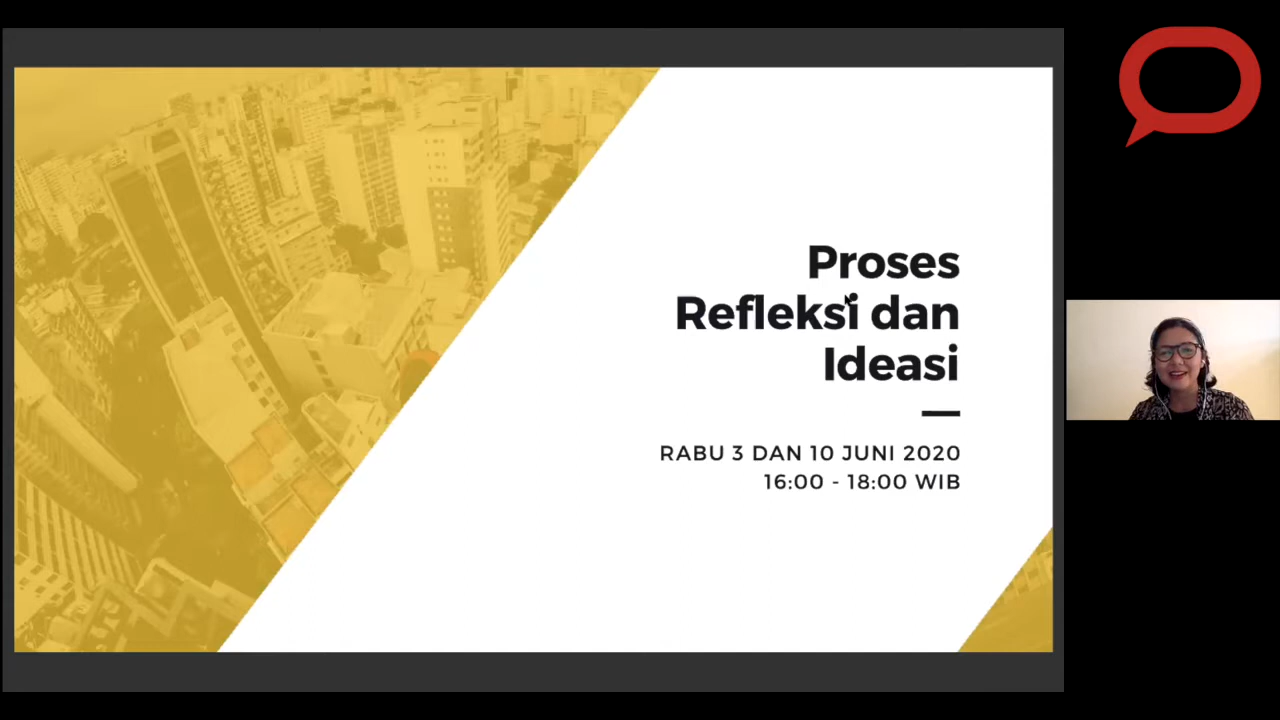 Proses
Refleksi dan
Ideasi
RABU 3 DAN 10 JUNI 2020
16:00 - 18:00 WIB